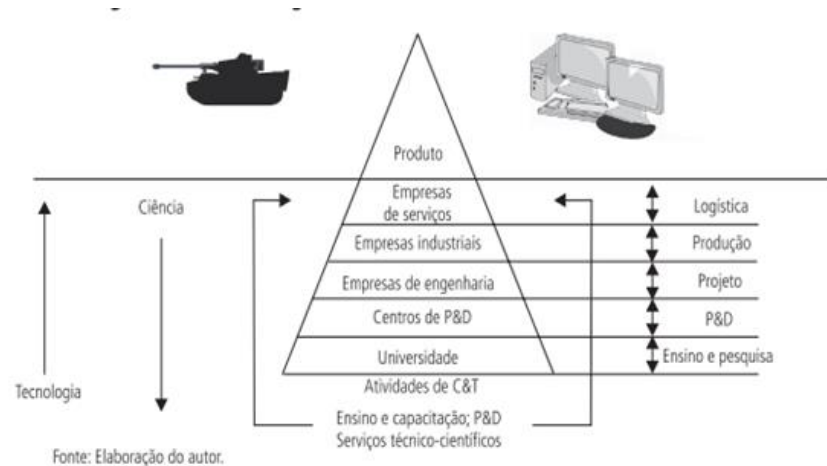 Produto
Empresas
de serviços
Ciência
Logística
Empresas industriais
Produção
Empresas de engenharia
Projeto
Centros de P&D
P&D
Universidade
Ensino e pesquisa
Tecnologia
Atividades de C&T
Ensino e capacitação; P&D
Serviços técnico-científicos
Fonte: Elaboração do autor.